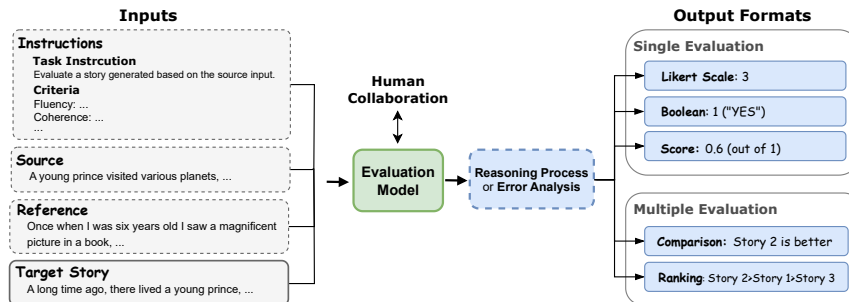 Inputs
Instructions
Task Instrcution
Evaluate a story generated based on the source input.
Criteria
Fluency: ...
Coherence: ...
...
Source
A young prince visited various planets, ...
Reference
Once when I was six years old I saw a magnificent
picture in a book, ...
Target Story
A long time ago, there lived a young prince, ...
Human
Collaboration
Evaluation
Model
Reasoning Process
or Error Analysis
Output Formats
Single Evaluation
Likert Scale: 3
Boolean: 1 ("YES")
Score: 0.6 (out of 1)
Multiple Evaluation
Comparison: Story 2 is better
Ranking: Story 2>Story 1>Story 3